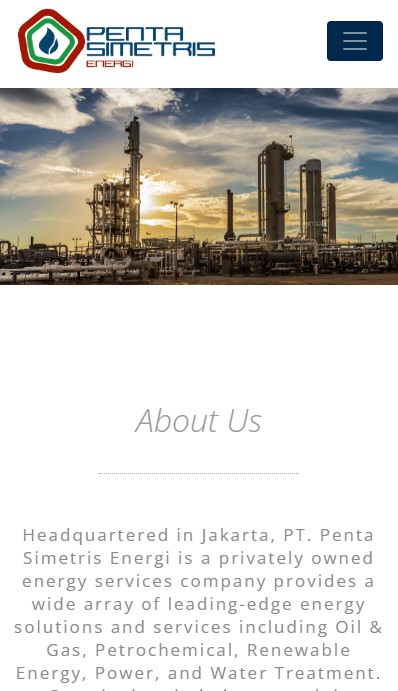 PENTA
SIMETRIS
ENERGI
About Us
Headquartered in Jakarta, PT. Penta
Simetris Energi is a privately owned
energy services company provides a
wide array of leading-edge energy
solutions and services including Oil &
Gas, Petrochemical, Renewable
Energy, Power, and Water Treatment.